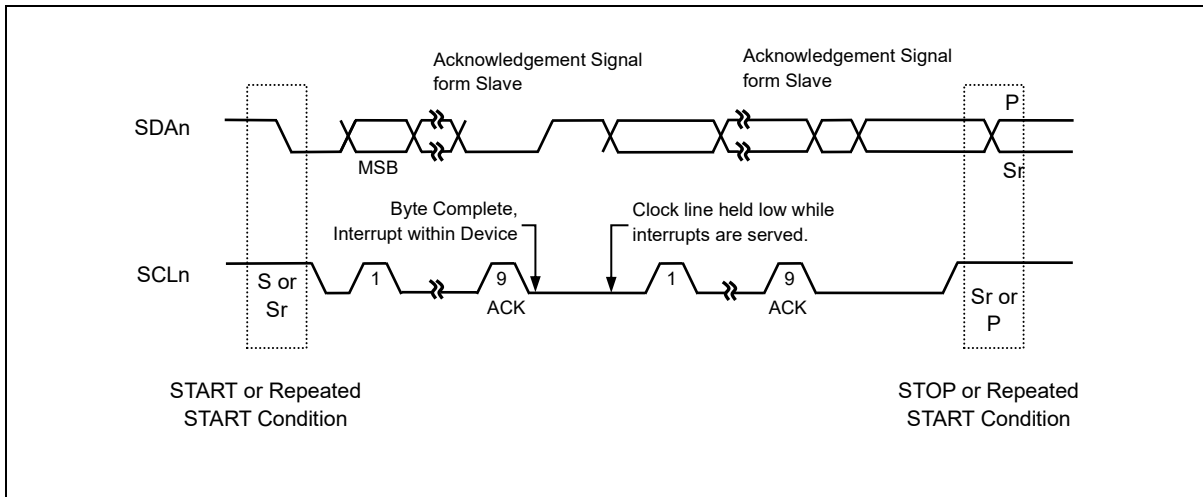 Acknowledgement Signal
form Slave
Acknowledgement Signal
form Slave
SDAn
P
MSB
Sr
Byte Complete,
Interrupt within Device
Clock line held low while
interrupts are served.
SCLn
S or
Sr
1
9
ACK
1
9
ACK
Sr or
P
START or Repeated
START Condition
STOP or Repeated
START Condition